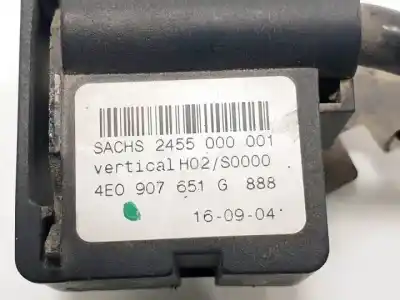 SACHS 2455 000 001
vertical H02/S0000
4E0 907 651 G 888
16-09-04